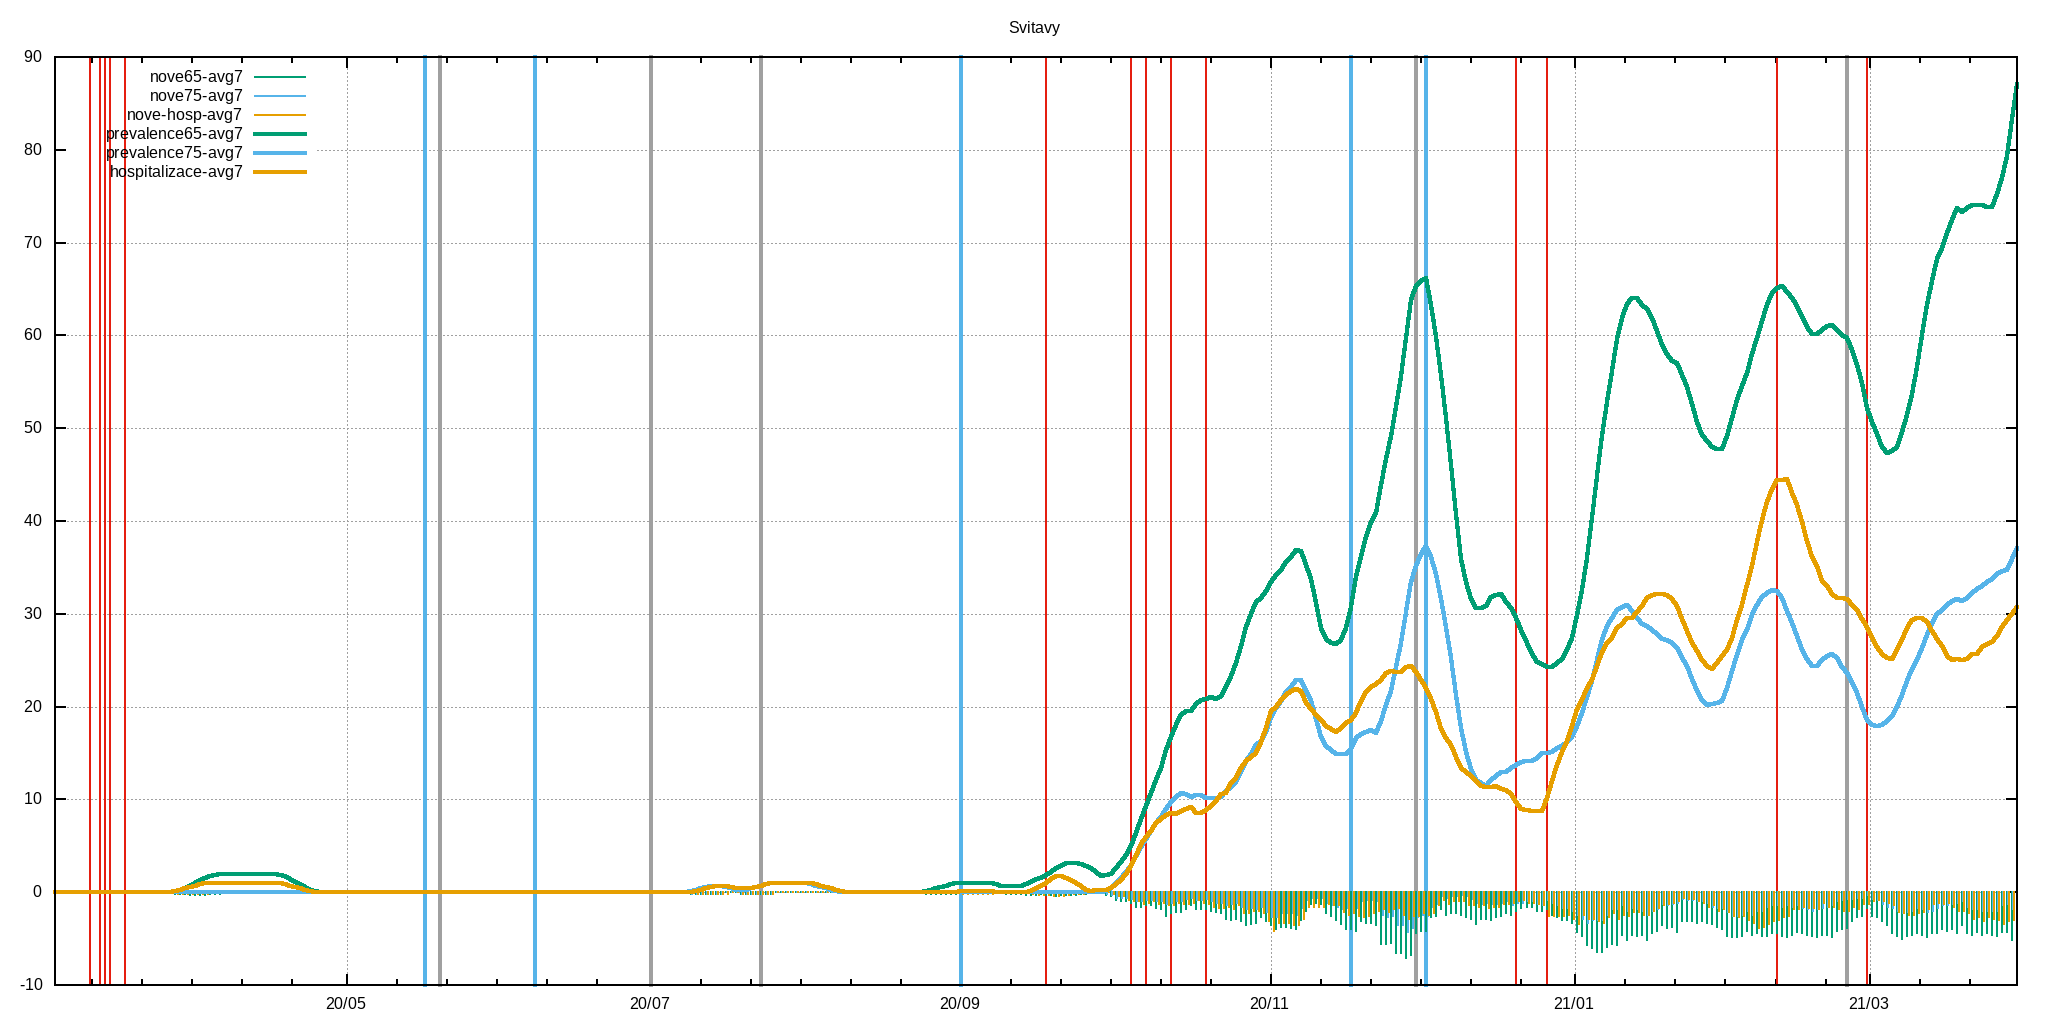 Svitavy
90
80
70
60
50
40
30
20
10
0
-10
nove65-avg7
nove75-avg7
nove-hosp-avg7
prevalence65-avg7
prevalence75-avg7
hospitalizace-avg7
20/05 20/07 20/09 20/11 21/01 21/03